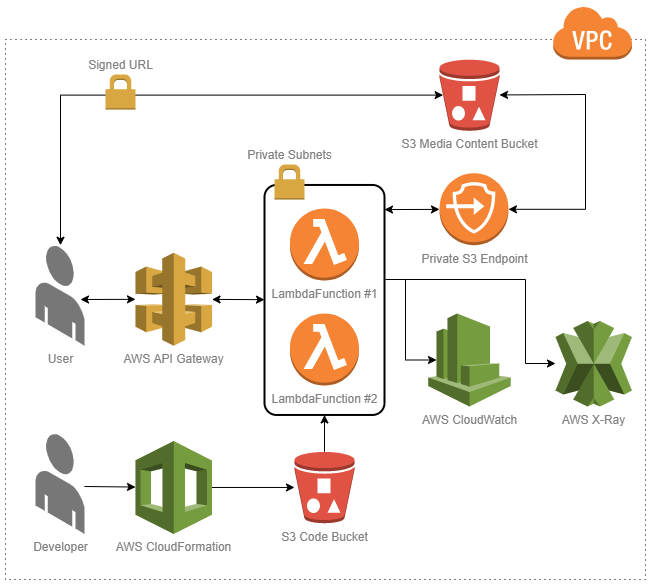 VPC
Signed URL
S3 Media Content Bucket
Private Subnets
Private S3 Endpoint
LambdaFunction #1
User
AWS API Gateway
LambdaFunction #2
AWS CloudWatch
AWS X-Ray
Developer
AWS CloudFormation
S3 Code Bucket